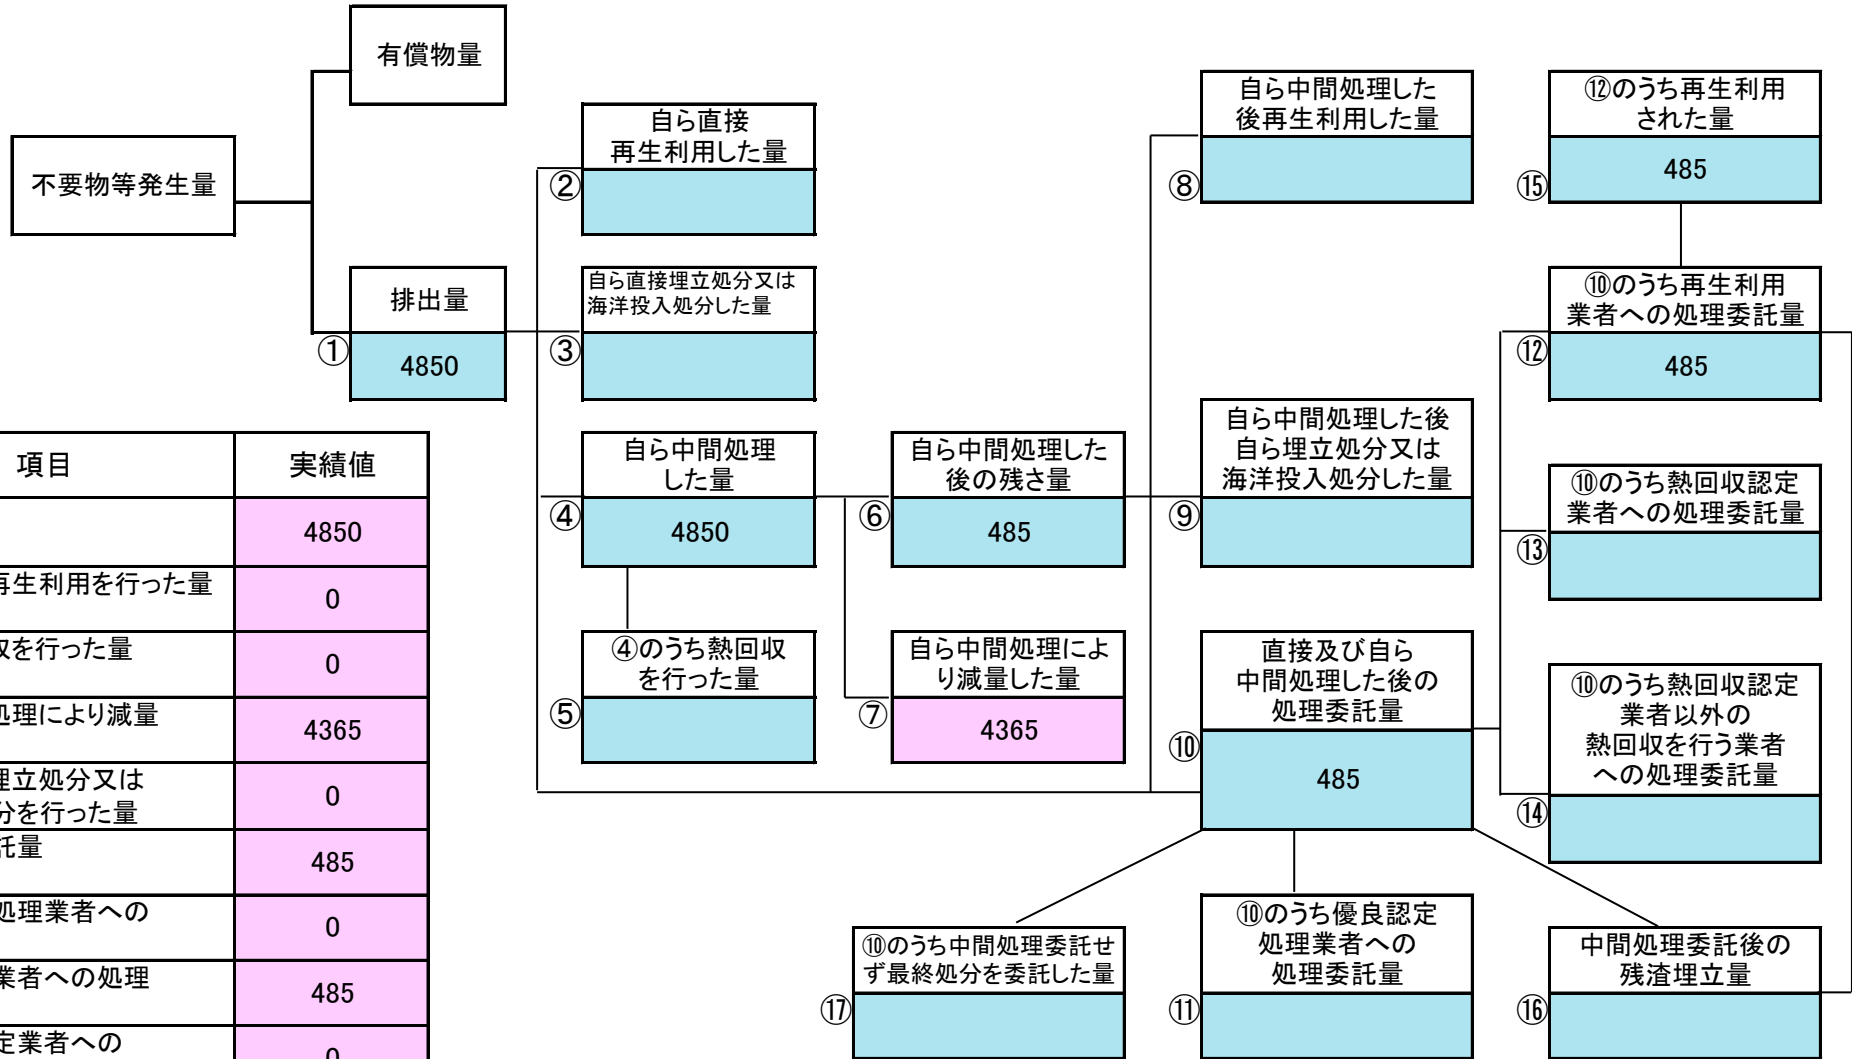 有償物量
不要物等発生量
排出量
①
4850
自ら直接
再生利用した量
②
自ら直接埋立処分又は
海洋投入処分した量
③
自ら中間処理
した量
④
4850
④のうち熱回収
を行った量
⑤
自ら中間処理した
後の残さ量
⑥
485
自ら中間処理によ
り減量した量
⑦
4365
自ら中間処理した
後再生利用した量
⑧
自ら中間処理した後
自ら埋立処分又は
海洋投入処分した量
⑨
直接及び自ら
中間処理した後の
処理委託量
⑩
485
⑫のうち再生利用
された量
⑮
485
⑩のうち再生利用
業者への処理委託量
⑫
485
⑩のうち熱回収認定
業者への処理委託量
⑬
⑩のうち熱回収認定
業者以外の
熱回収を行う業者
への処理委託量
⑭
⑩のうち中間処理委託せ
ず最終処分を委託した量
⑰
⑩のうち優良認定
処理業者への
処理委託量
⑪
中間処理委託後の
残渣埋立量
⑯
項目 実績値
4850
再生利用を行った量 0
を行った量 0
処理により減量 4365
埋立処分又は
分を行った量 0
託量 485
処理業者への 0
業者への処理 485
定業者への 0